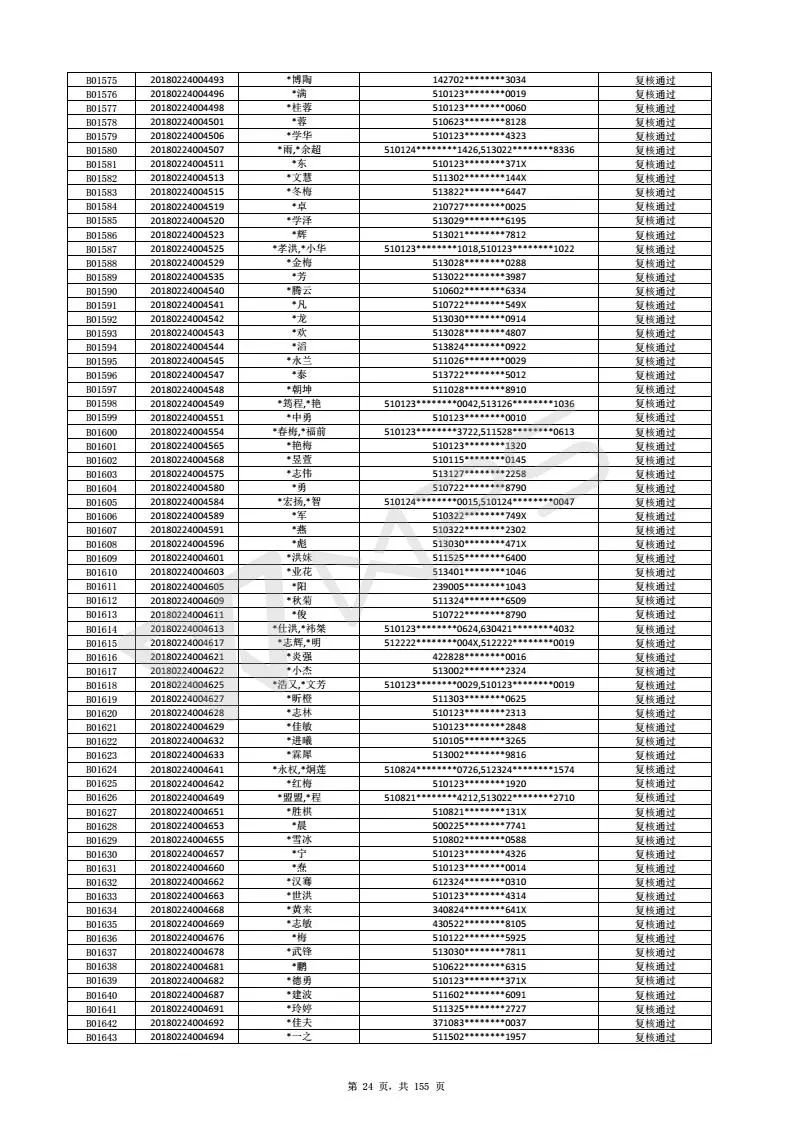 B01575 20180224004493 *博陶 142702********3034 复核通过
B01576 20180224004496 *满 510123********0019 复核通过
B01577 20180224004498 *桂蓉 510123********0060 复核通过
B01578 20180224004501 *蓉 510623********8128 复核通过
B01579 20180224004506 *学华 510123********4323 复核通过
B01580 20180224004507 *雨,*余超 510124********1426,513022********8336 复核通过
B01581 20180224004511 *东 510123********371X 复核通过
B01582 20180224004513 *文慧 511302********144X 复核通过
B01583 20180224004515 *冬梅 513822********6447 复核通过
B01584 20180224004519 *卓 210727********0025 复核通过
B01585 20180224004520 *学泽 513029********6195 复核通过
B01586 20180224004523 *辉 513021********7812 复核通过
B01587 20180224004525 *孝洪,*小华 510123********1018,510123********1022 复核通过
B01588 20180224004529 *金梅 513028********0288 复核通过
B01589 20180224004535 *芳 513022********3987 复核通过
B01590 20180224004540 *腾云 510602********6334 复核通过
B01591 20180224004541 *凡 510722********549X 复核通过
B01592 20180224004542 *龙 513030********0914 复核通过
B01593 20180224004543 *欢 513028********4807 复核通过
B01594 20180224004544 *滔 513824********0922 复核通过
B01595 20180224004545 *永兰 511026********0029 复核通过
B01596 20180224004547 *泰 513722********5012 复核通过
B01597 20180224004548 *朝坤 511028********8910 复核通过
B01598 20180224004549 *筠程,*艳 510123********0042,513126********1036 复核通过
B01599 20180224004551 *中勇 510123********0010 复核通过
B01600 20180224004554 *春梅,*福前 510123********3722,511528********0613 复核通过
B01601 20180224004565 *艳梅 510123********1320 复核通过
B01602 20180224004568 *昱萱 510115********0145 复核通过
B01603 20180224004575 *志伟 513127********2258 复核通过
B01604 20180224004580 *勇 510722********8790 复核通过
B01605 20180224004584 *宏扬,*智 510124********0015,510124********0047 复核通过
B01606 20180224004589 *军 510322********749X 复核通过
B01607 20180224004591 *燕 510322********2302 复核通过
B01608 20180224004596 *彪 513030********471X 复核通过
B01609 20180224004601 *洪妹 511525********6400 复核通过
B01610 20180224004603 *业花 513401********1046 复核通过
B01611 20180224004605 *阳 239005********1043 复核通过
B01612 20180224004609 *秋菊 511324********6509 复核通过
B01613 20180224004611 *俊 510722********8790 复核通过
B01614 20180224004613 *仕洪,*祎桀 510123********0624,630421********4032 复核通过
B01615 20180224004617 *志辉,*明 512222********004X,512222********0019 复核通过
B01616 20180224004621 *炎强 422828********0016 复核通过
B01617 20180224004622 *小杰 513002********2324 复核通过
B01618 20180224004625 *浩又,*文芳 510123********0029,510123********0019 复核通过
B01619 20180224004627 *昕橙 511303********0625 复核通过
B01620 20180224004628 *志林 510123********2313 复核通过
B01621 20180224004629 *佳敏 510123********2848 复核通过
B01622 20180224004632 *进曦 510105********3265 复核通过
B01623 20180224004633 *霖犀 513002********9816 复核通过
B01624 20180224004641 *永权,*炯莲 510824********0726,512324********1574 复核通过
B01625 20180224004642 *红梅 510123********1920 复核通过
B01626 20180224004649 *盟盟,*程 510821********4212,513022********2710 复核通过
B01627 20180224004651 *胜棋 510821********131X 复核通过
B01628 20180224004653 *晨 500225********7741 复核通过
B01629 20180224004655 *雪冰 510802********0588 复核通过
B01630 20180224004657 *宁 510123********4326 复核通过
B01631 20180224004660 *焘 510123********0014 复核通过
B01632 20180224004662 *汉骞 612324********0310 复核通过
B01633 20180224004663 *世洪 510123********4314 复核通过
B01634 20180224004668 *黄来 340824********641X 复核通过
B01635 20180224004669 *志敏 430522********8105 复核通过
B01636 20180224004676 *梅 510122********5925 复核通过
B01637 20180224004678 *武锋 513030********7811 复核通过
B01638 20180224004681 *鹏 510622********6315 复核通过
B01639 20180224004682 *德勇 510123********371X 复核通过
B01640 20180224004687 *建波 511602********6091 复核通过
B01641 20180224004691 *玲婷 511325********2727 复核通过
B01642 20180224004692 *佳夫 371083********0037 复核通过
B01643 20180224004694 *一之 511502********1957 复核通过
第 24 页, 共 155 页